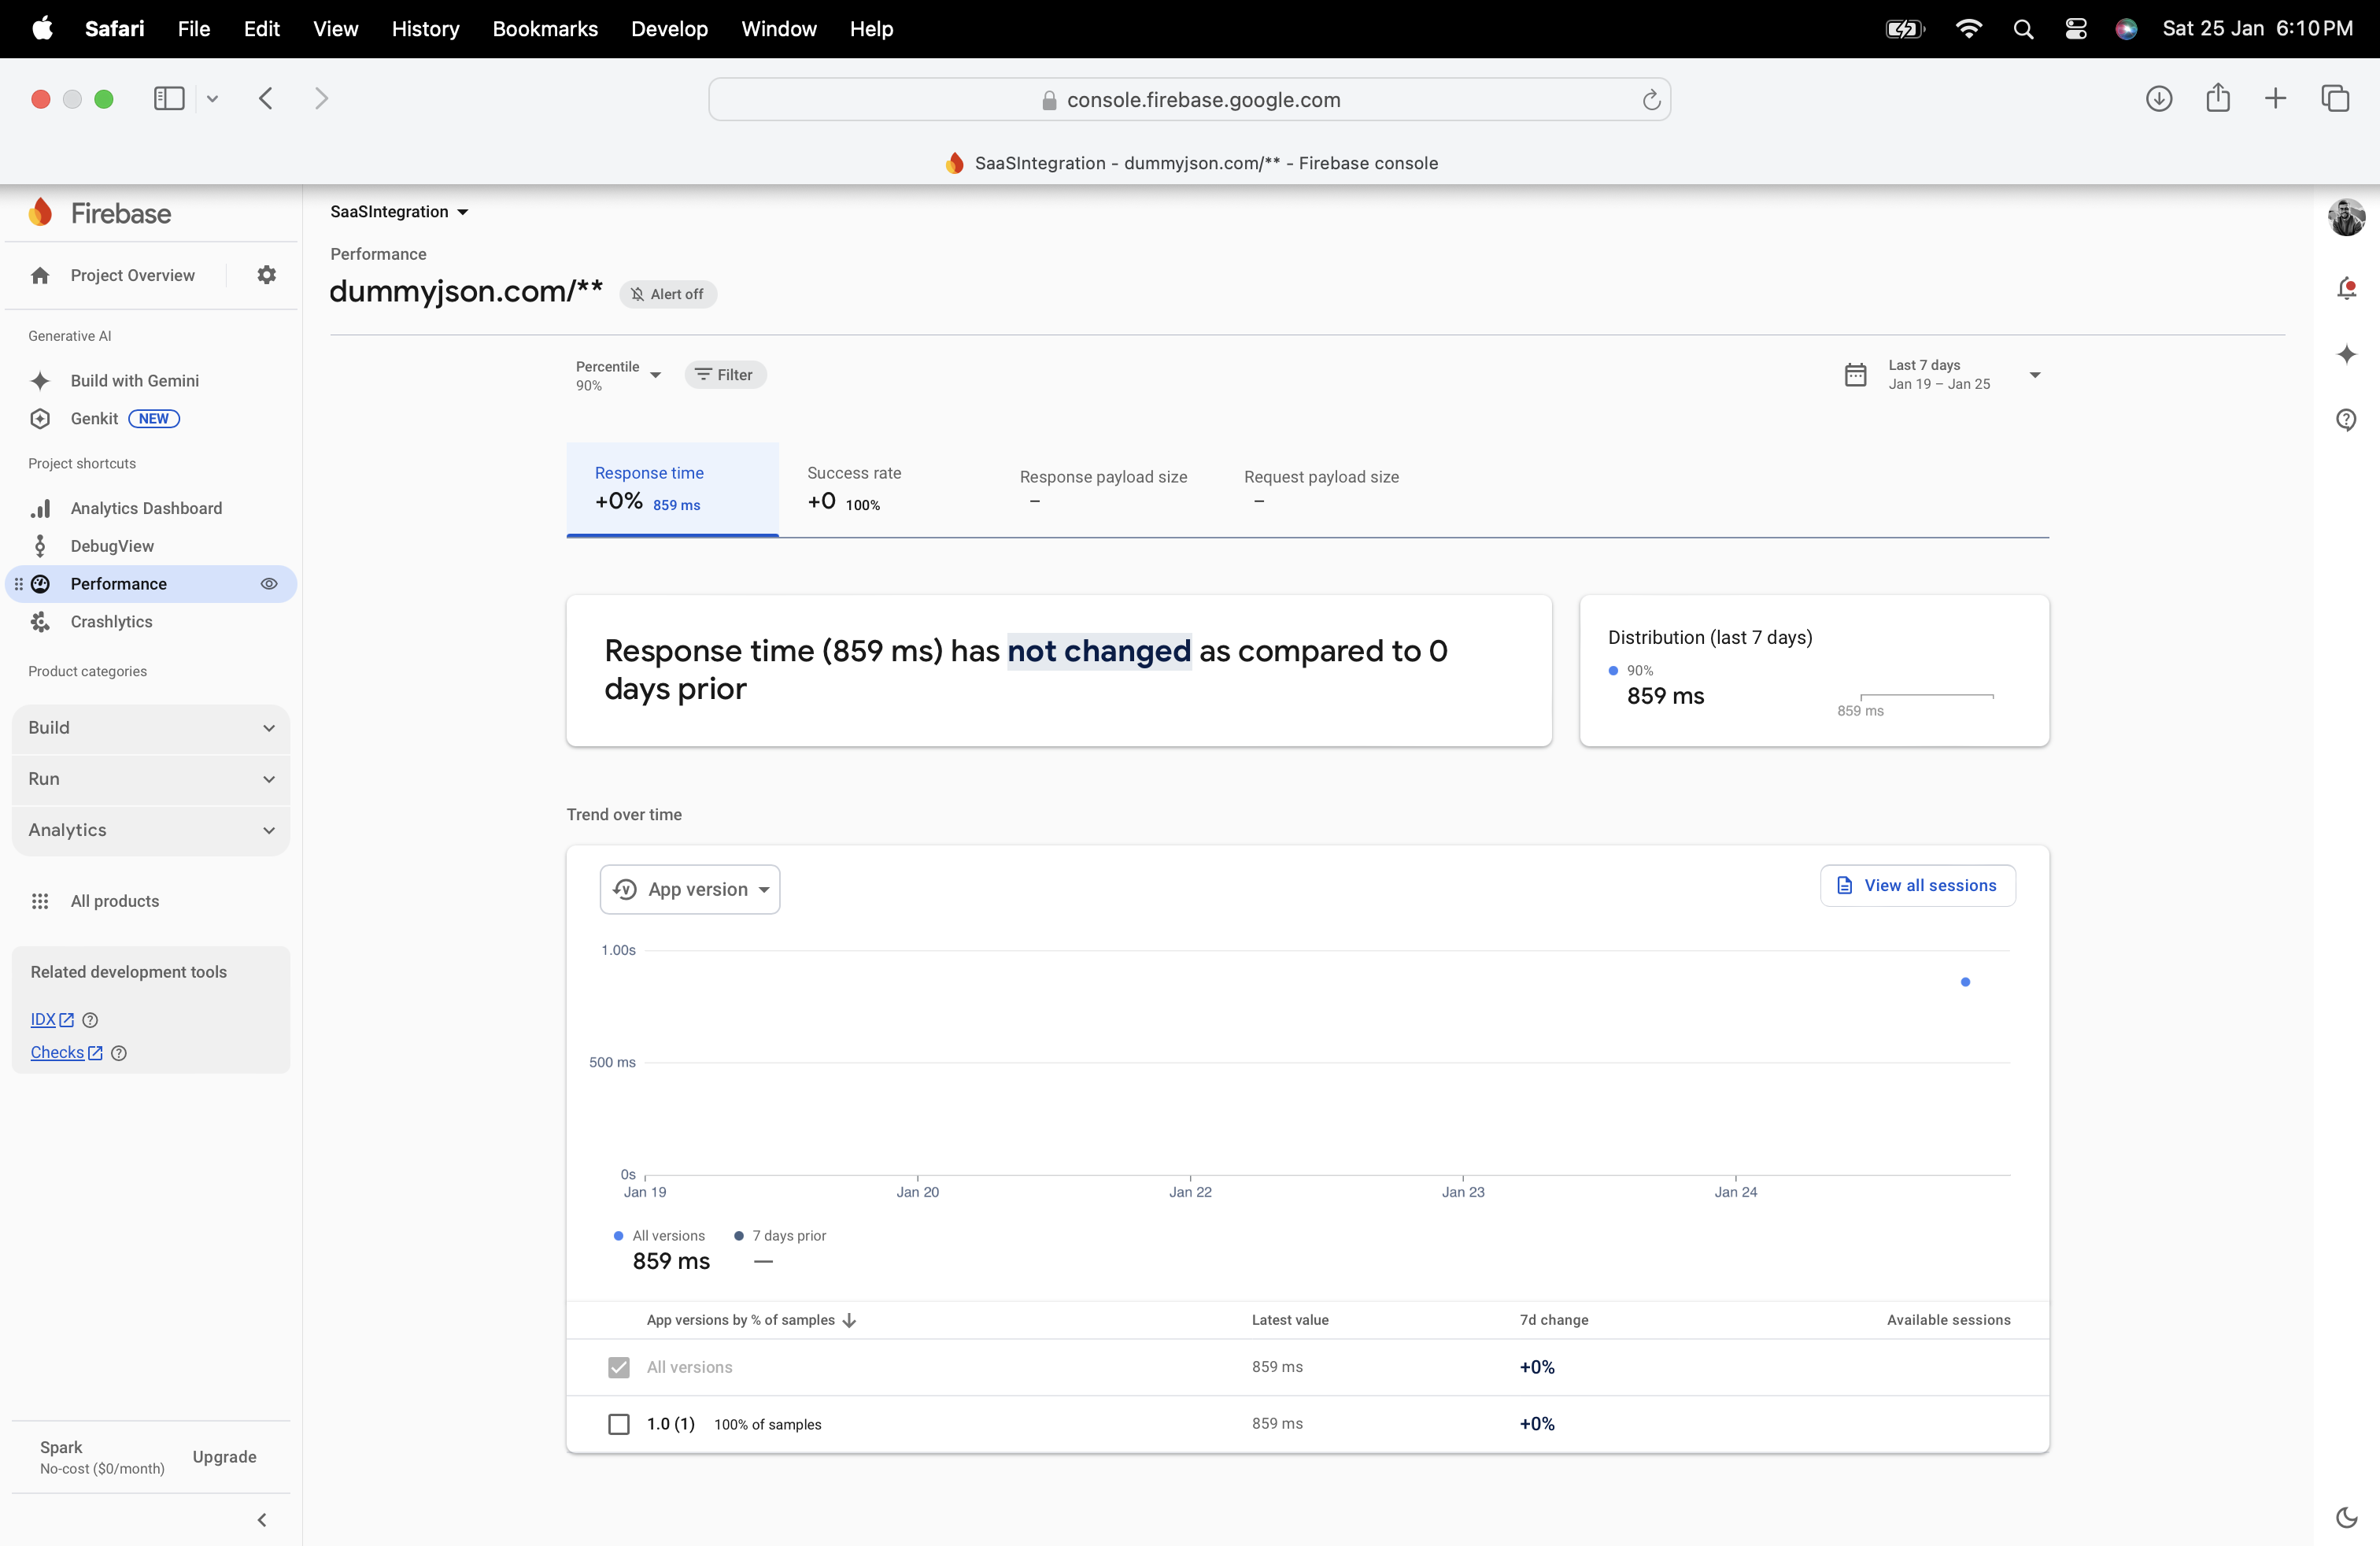 Safari File Edit View History Bookmarks Develop Window Help
Sat 25 Jan 6:10 PM
console.firebase.google.com
SaaSIntegration - dummyjson.com/** - Firebase console
Firebase
Project Overview
Generative AI
Build with Gemini
Genkit NEW
Project shortcuts
Analytics Dashboard
DebugView
Performance
Crashlytics
Product categories
Build
Run
Analytics
All products
Related development tools
IDX
Checks
Spark
No-cost ($0/month)
Upgrade
SaaSIntegration
Performance
dummyjson.com/** Alert off
Percentile
90%
Filter
Last 7 days
Jan 19 – Jan 25
Response time
+0% 859 ms
Success rate
+0 100%
Response payload size
–
Request payload size
–
Response time (859 ms) has not changed as compared to 0
days prior
Distribution (last 7 days)
90%
859 ms
859 ms
Trend over time
App version
View all sessions
1.00s
500 ms
0s
Jan 19 Jan 20 Jan 22 Jan 23 Jan 24
All versions 7 days prior
859 ms —
App versions by % of samples Latest value 7d change Available sessions
All versions 859 ms +0%
1.0 (1) 100% of samples 859 ms +0%